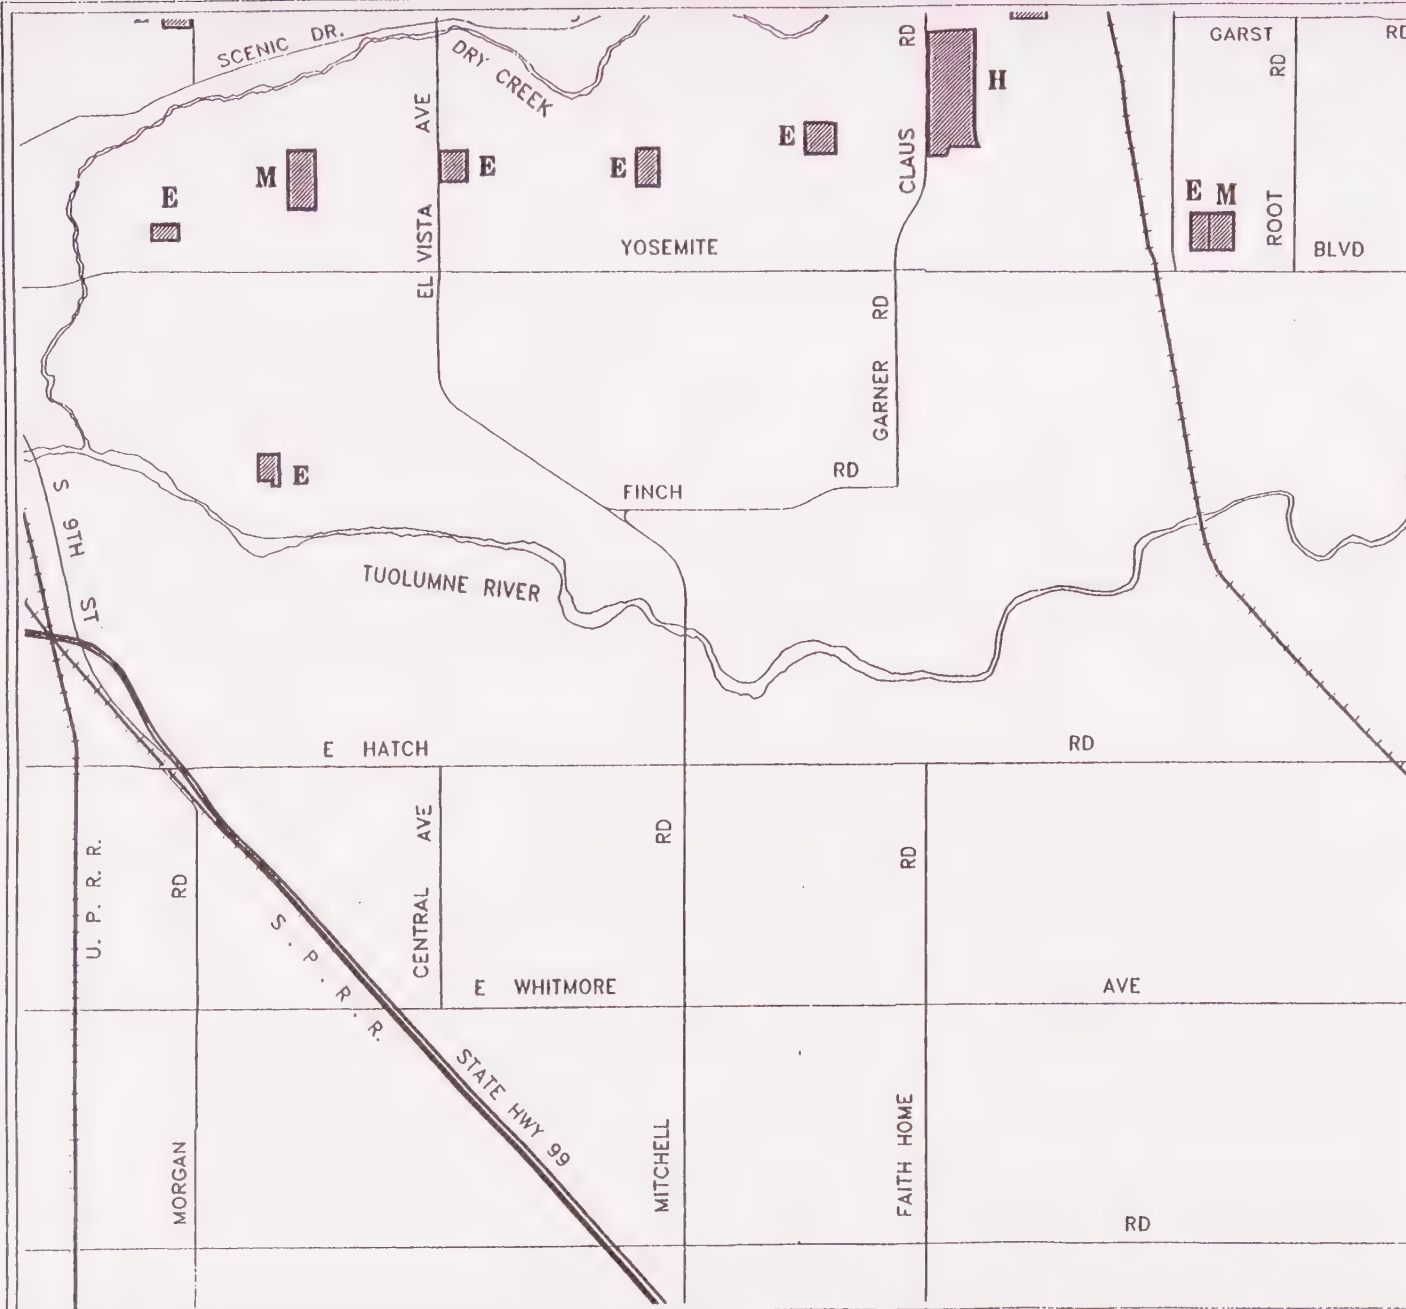 SCENIC DR.
DRY CREEK
RD
H
GARST
RD
RD
AVE
E
M
E
E
E
CLAUS
E M
ROOT
EL VISTA
YOSEMITE
BLVD
GARNER RD
E
FINCH
RD
S 9TH ST
TUOLUMNE RIVER
E HATCH
RD
U. P. R. R.
RD
CENTRAL AVE
RD
RD
S. P. R. R.
E WHITMORE
AVE
STATE HWY 99
MORGAN
MITCHELL
FAITH HOME
RD